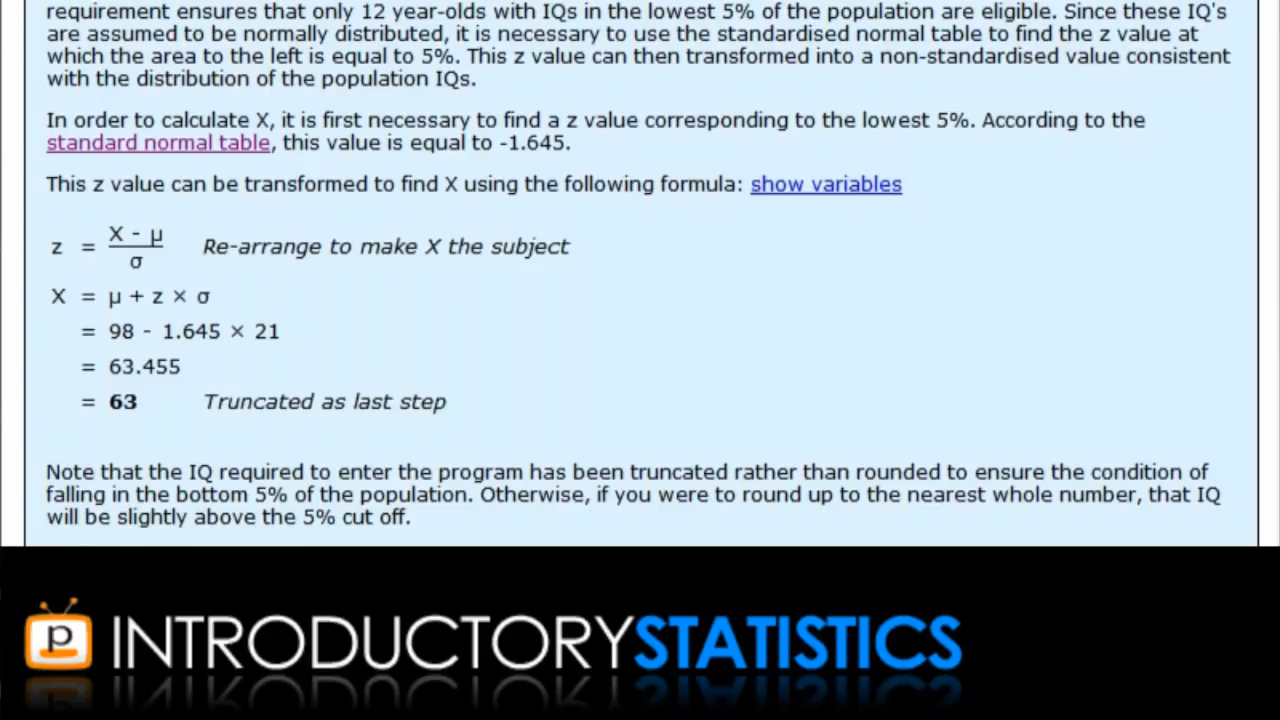 requirement ensures that only 12 year-olds with IQs in the lowest 5% of the population are eligible. Since these IQ's
are assumed to be normally distributed, it is necessary to use the standardised normal table to find the z value at
which the area to the left is equal to 5%. This z value can then transformed into a non-standardised value consistent
with the distribution of the population IQs.
In order to calculate X, it is first necessary to find a z value corresponding to the lowest 5%. According to the
standard normal table, this value is equal to -1.645.
This z value can be transformed to find X using the following formula: show variables
z = X - μ / σ Re-arrange to make X the subject
X = μ + z × σ
= 98 - 1.645 × 21
= 63.455
= 63 Truncated as last step
Note that the IQ required to enter the program has been truncated rather than rounded to ensure the condition of
falling in the bottom 5% of the population. Otherwise, if you were to round up to the nearest whole number, that IQ
will be slightly above the 5% cut off.
p INTRODUCTORYSTATISTICS